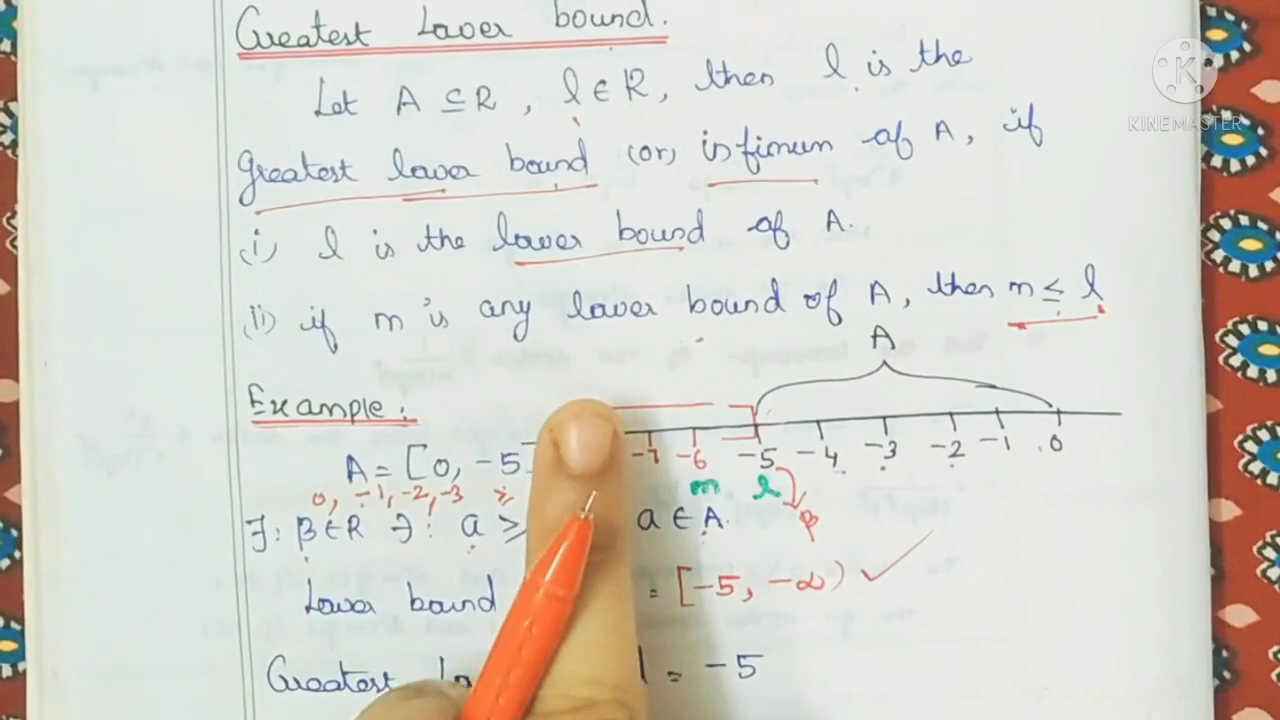 Greatest Lower bound.
K
KINEMASTER
Let A ⊆ R, l ∈ R, then l is the
greatest lower bound (or) infimum of A, if
(i) l is the lower bound of A.
(ii) if m is any lower bound of A, then m ≤ l
A
Example:
-7 -6 -5 -4 -3 -2 -1 0
A = [0, -5]
m l
0, -1, -2, -3
β
∃: β ∈ R ∋: a ≥ a ∈ A.
Lower bound = [-5, -∞) ✓
Greatest l = -5